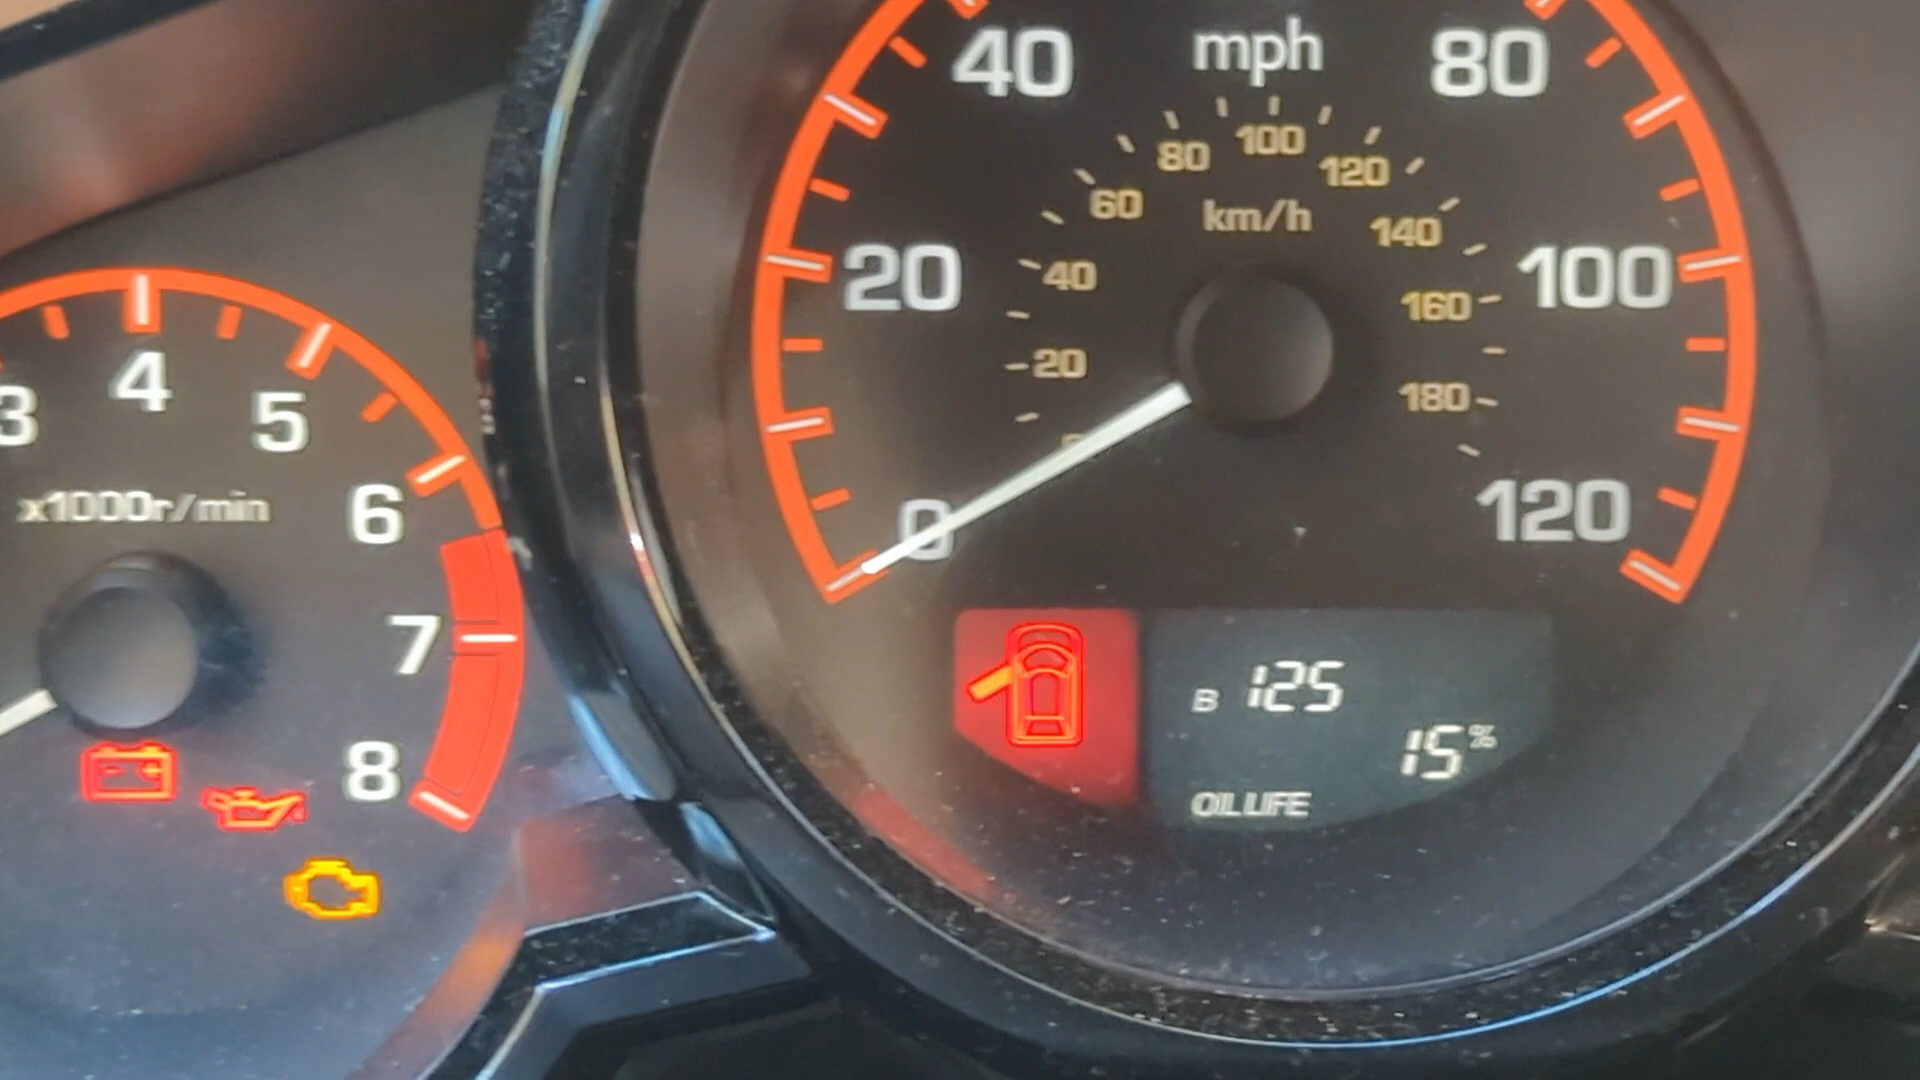 40 mph 80
80 100 120
60 km/h 140
20 40 160 100
20 180
0 120
3 4 5
x1000r/min 6
7
8
B 125
15%
OIL LIFE